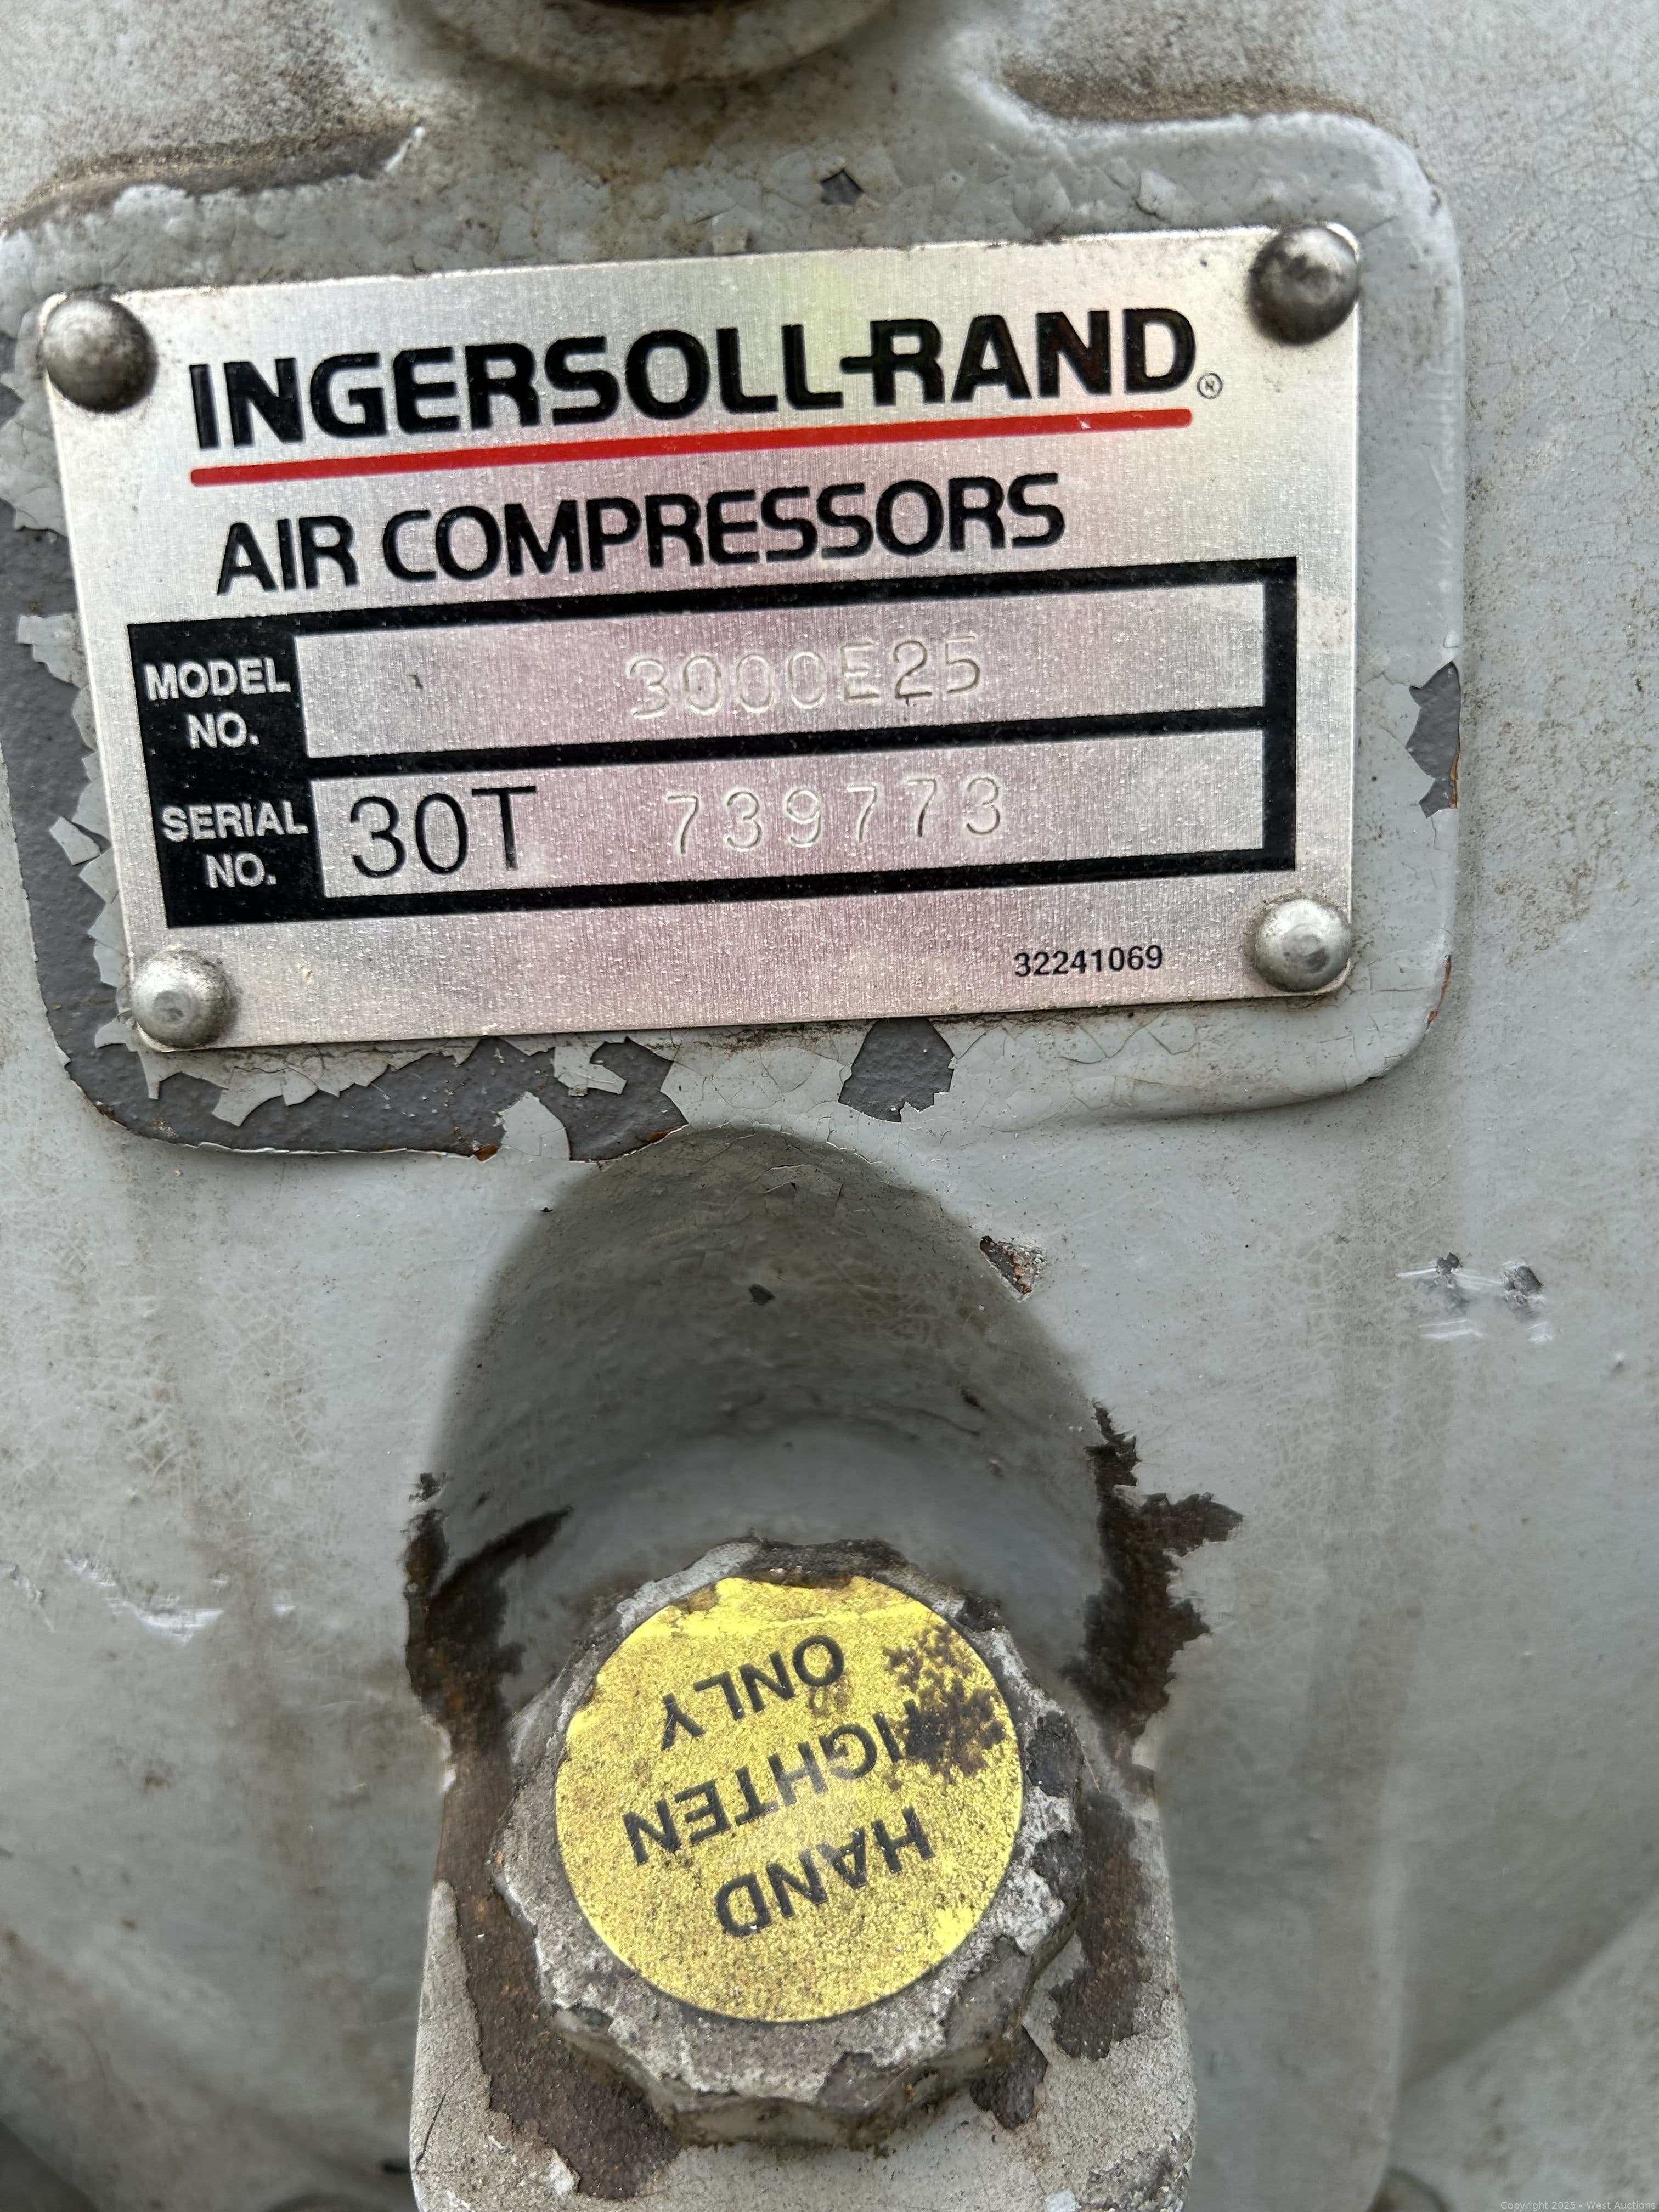 INGERSOLL-RAND®
AIR COMPRESSORS
MODEL NO. 3000E25
SERIAL NO. 30T 739773
32241069
HAND
TIGHTEN
ONLY
Copyright 2025 - West Auctions